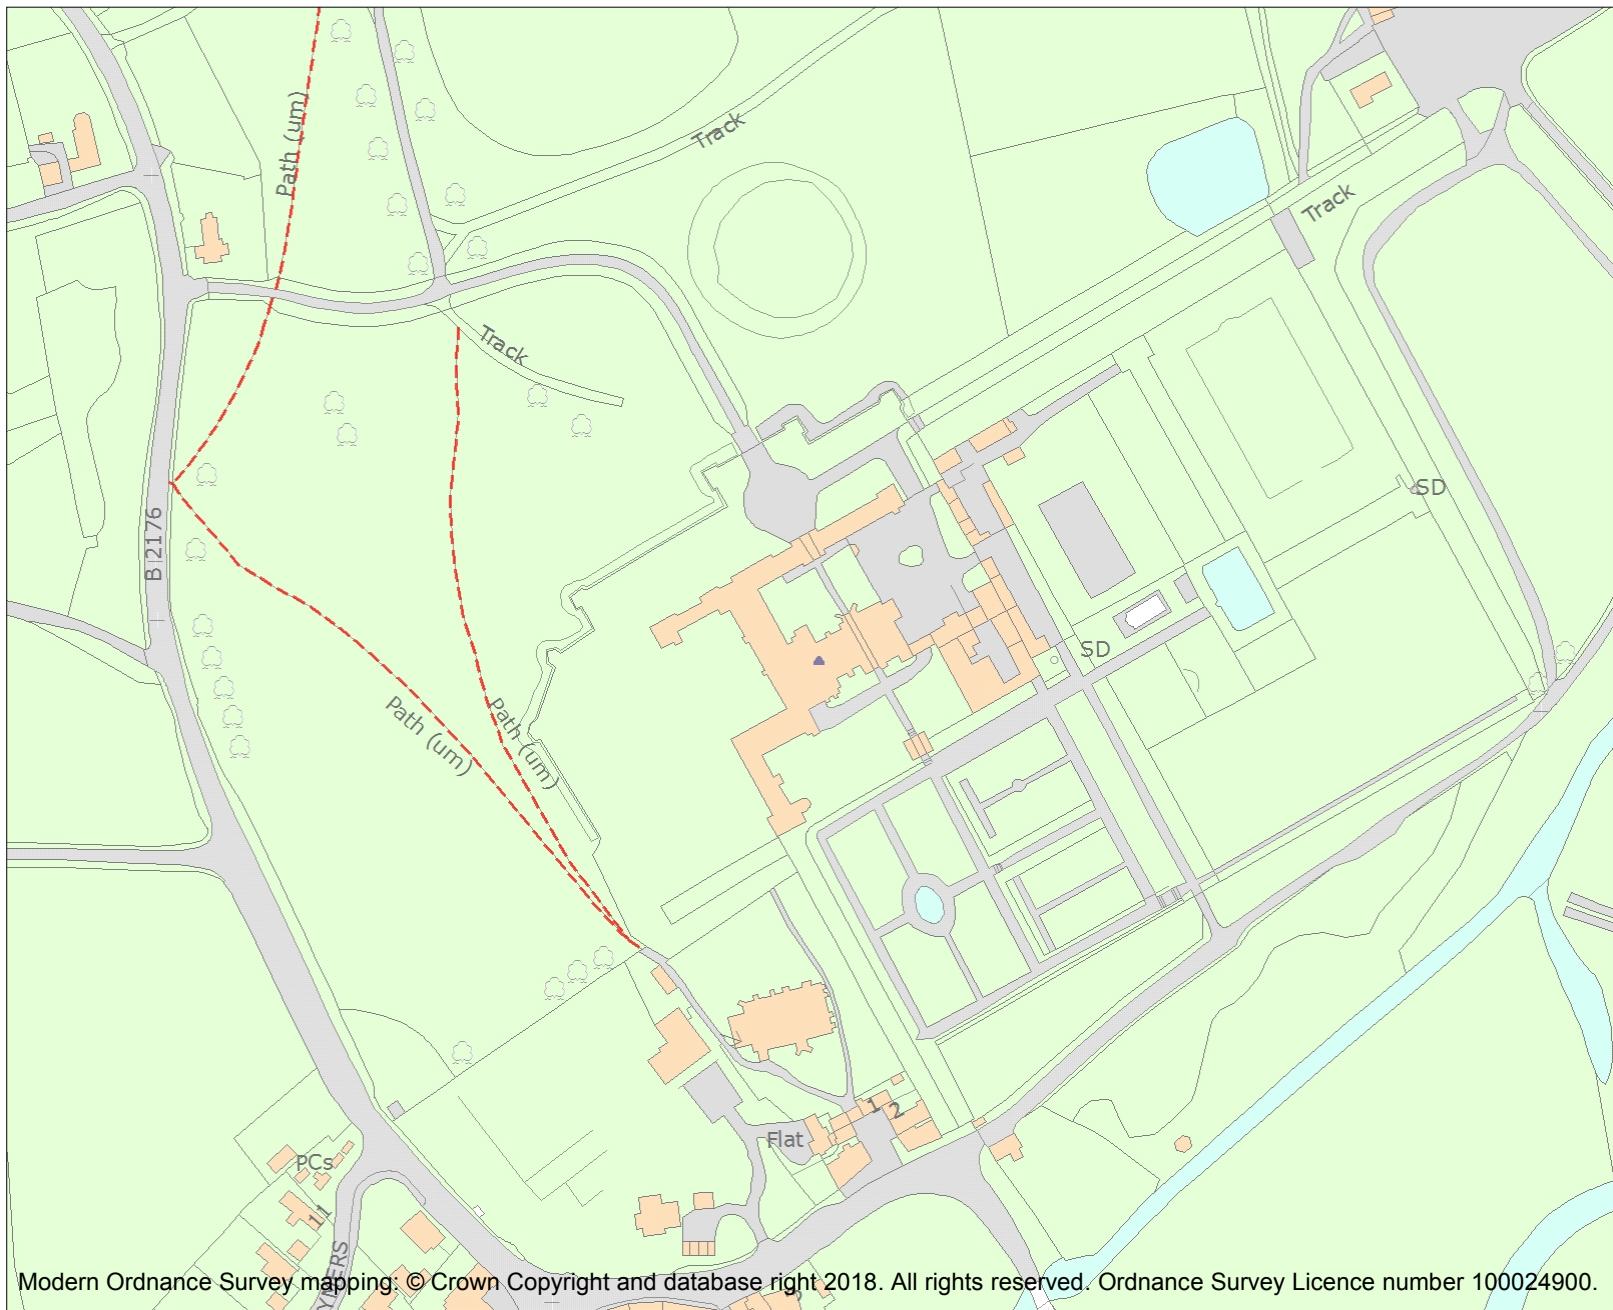 Path (um)
Track
Track
Track
SD
B 2176
SD
Path (um)
Path (um)
1
2
Flat
PCs
11
Modern Ordnance Survey mapping: © Crown Copyright and database right 2018. All rights reserved. Ordnance Survey Licence number 100024900.